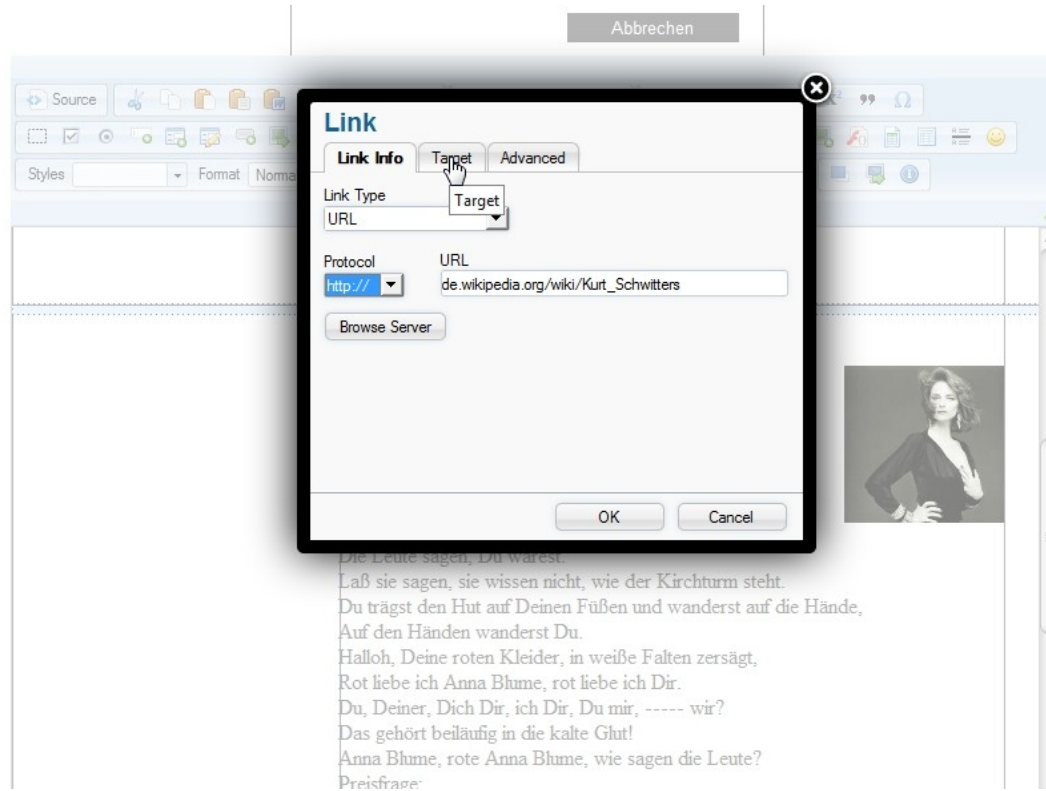 Abbrechen
Source
Styles
Format Norma
Link
Link Info Target Advanced
Link Type
Target
URL
Protocol URL
http:// de.wikipedia.org/wiki/Kurt_Schwitters
Browse Server
OK Cancel
Die Leute sagen, Du wärest.
Laß sie sagen, sie wissen nicht, wie der Kirchturm steht.
Du trägst den Hut auf Deinen Füßen und wanderst auf die Hände,
Auf den Händen wanderst Du.
Halloh, Deine roten Kleider, in weiße Falten zersägt,
Rot liebe ich Anna Blume, rot liebe ich Dir.
Du, Deiner, Dich Dir, ich Dir, Du mir, ----- wir?
Das gehört beiläufig in die kalte Glut!
Anna Blume, rote Anna Blume, wie sagen die Leute?
Preisfrage: